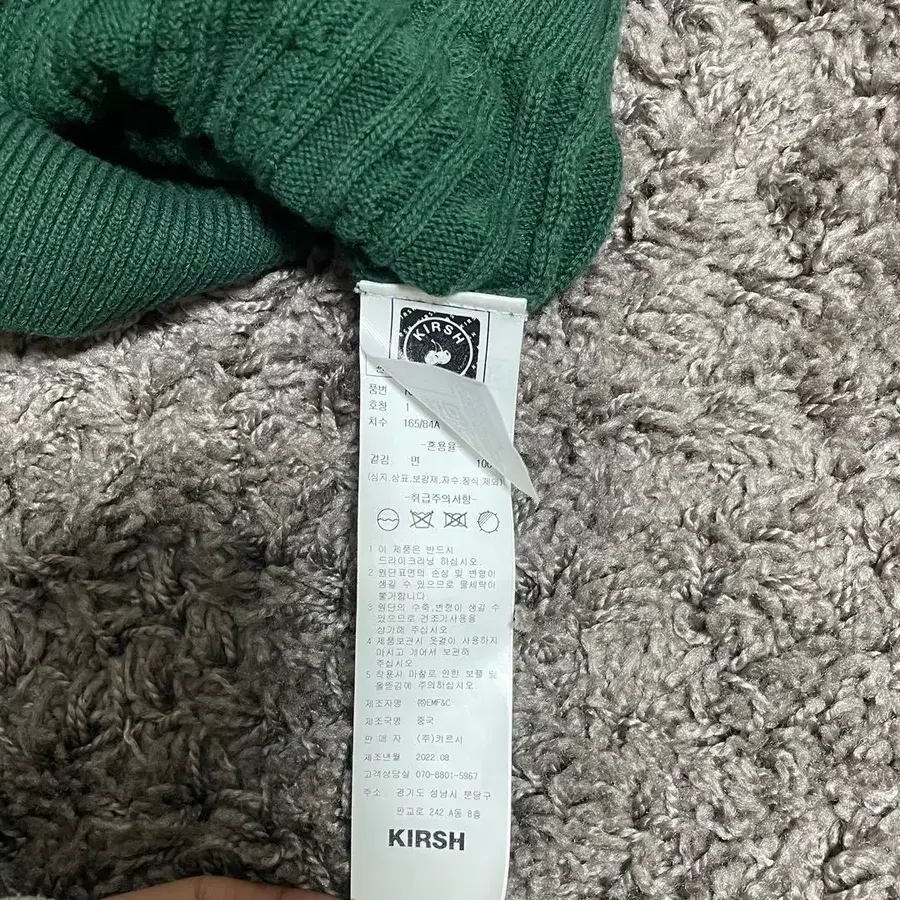 KIRSH
품번
호칭 1
치수 165/84A
-혼용율-
겉감 면 100
(심지,상표,보강재,자수,장식 제외)
-취급주의사항-
1 이 제품은 반드시
드라이크리닝 하십시오.
2 원단표면의 손상 및 변형이
생길 수 있으므로 물세탁이
불가합니다.
3 원단의 수축,변형이 생길 수
있으므로 건조기사용을
삼가해 주십시오.
4 제품보관시 옷걸이 사용하지
마시고 개어서 보관해
주십시오.
5 착용시 마찰로 인한 보풀 및
올뜯김에 주의하십시오.
제조자명 ㈜EMF&C
제조국명 중국
판 매 자 (주)키르시
제조년월 2022.08
고객상담실 070-8801-5967
주소 : 경기도 성남시 분당구
판교로 242 A동 8층
KIRSH